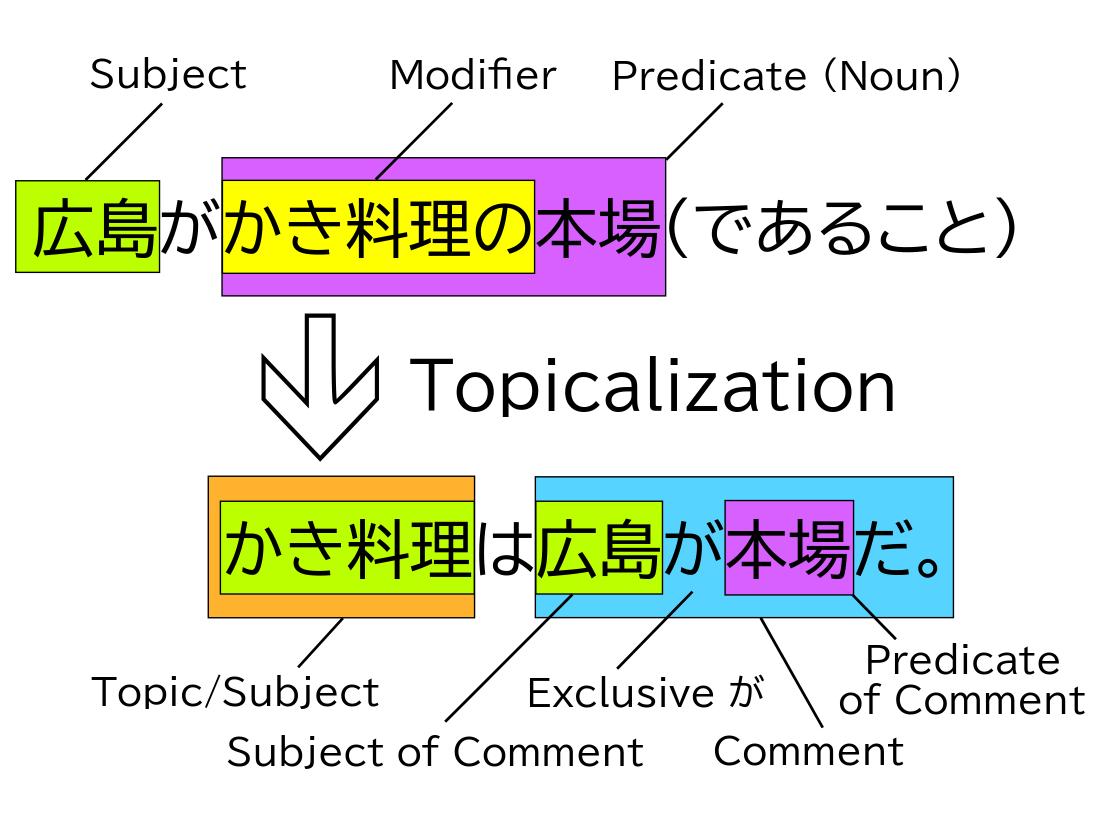 Subject Modifier Predicate (Noun)
広島がかき料理の本場(であること)
Topicalization
かき料理は広島が本場だ。
Topic/Subject
Subject of Comment
Exclusive が
Comment
Predicate
of Comment